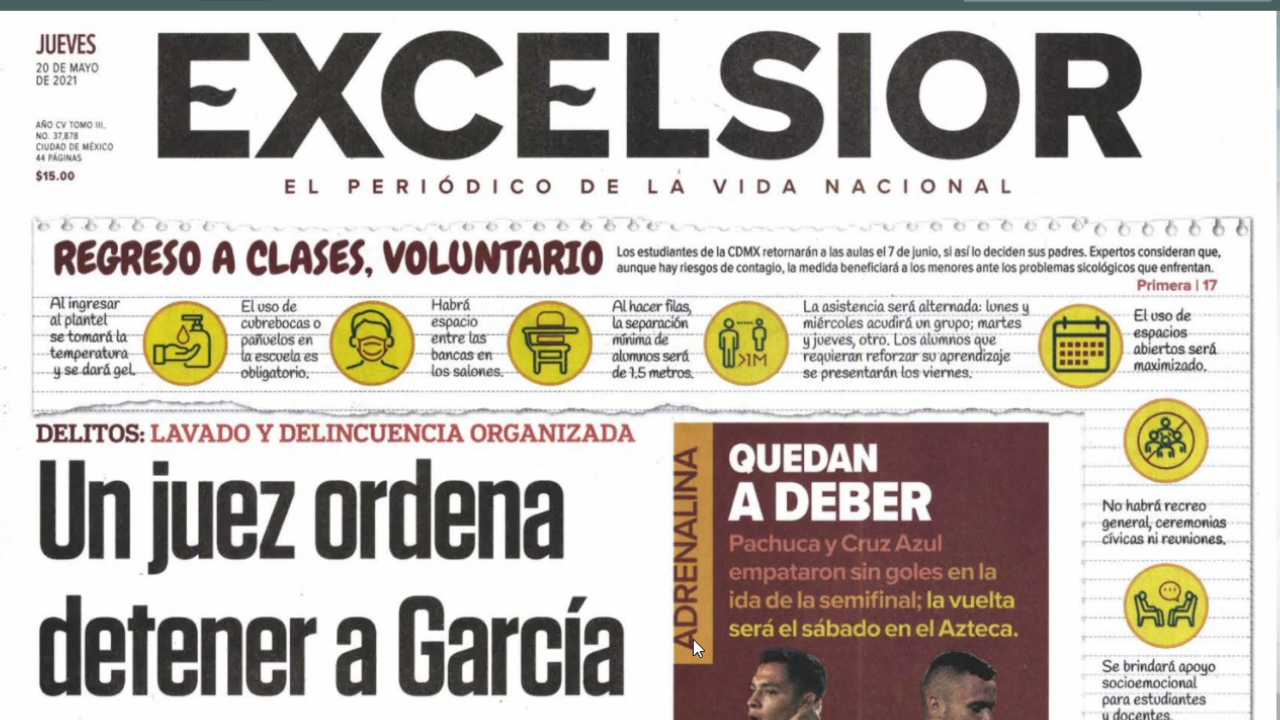 JUEVES
20 DE MAYO
DE 2021
AÑO CV TOMO III,
NO. 37,878
CIUDAD DE MÉXICO
44 PÁGINAS
$15.00
EXCELSIOR
EL PERIÓDICO DE LA VIDA NACIONAL
REGRESO A CLASES, VOLUNTARIO
Los estudiantes de la CDMX retornarán a las aulas el 7 de junio, si así lo deciden sus padres. Expertos consideran que,
aunque hay riesgos de contagio, la medida beneficiará a los menores ante los problemas sicológicos que enfrentan.
Primera | 17
Al ingresar
al plantel
se tomará la
temperatura
y se dará gel.
El uso de
cubrebocas o
pañuelos en
la escuela es
obligatorio.
Habrá
espacio
entre las
bancas en
los salones.
Al hacer filas,
la separación
mínima de
alumnos será
de 1.5 metros.
>1M
La asistencia será alternada: lunes y
miércoles acudirá un grupo; martes
y jueves, otro. Los alumnos que
requieran reforzar su aprendizaje
se presentarán los viernes.
El uso de
espacios
abiertos será
maximizado.
No habrá recreo
general, ceremonias
cívicas ni reuniones.
Se brindará apoyo
socioemocional
para estudiantes
y docentes.
DELITOS: LAVADO Y DELINCUENCIA ORGANIZADA
Un juez ordena
detener a García
ADRENALINA
QUEDAN
A DEBER
Pachuca y Cruz Azul
empataron sin goles en la
ida de la semifinal; la vuelta
será el sábado en el Azteca.